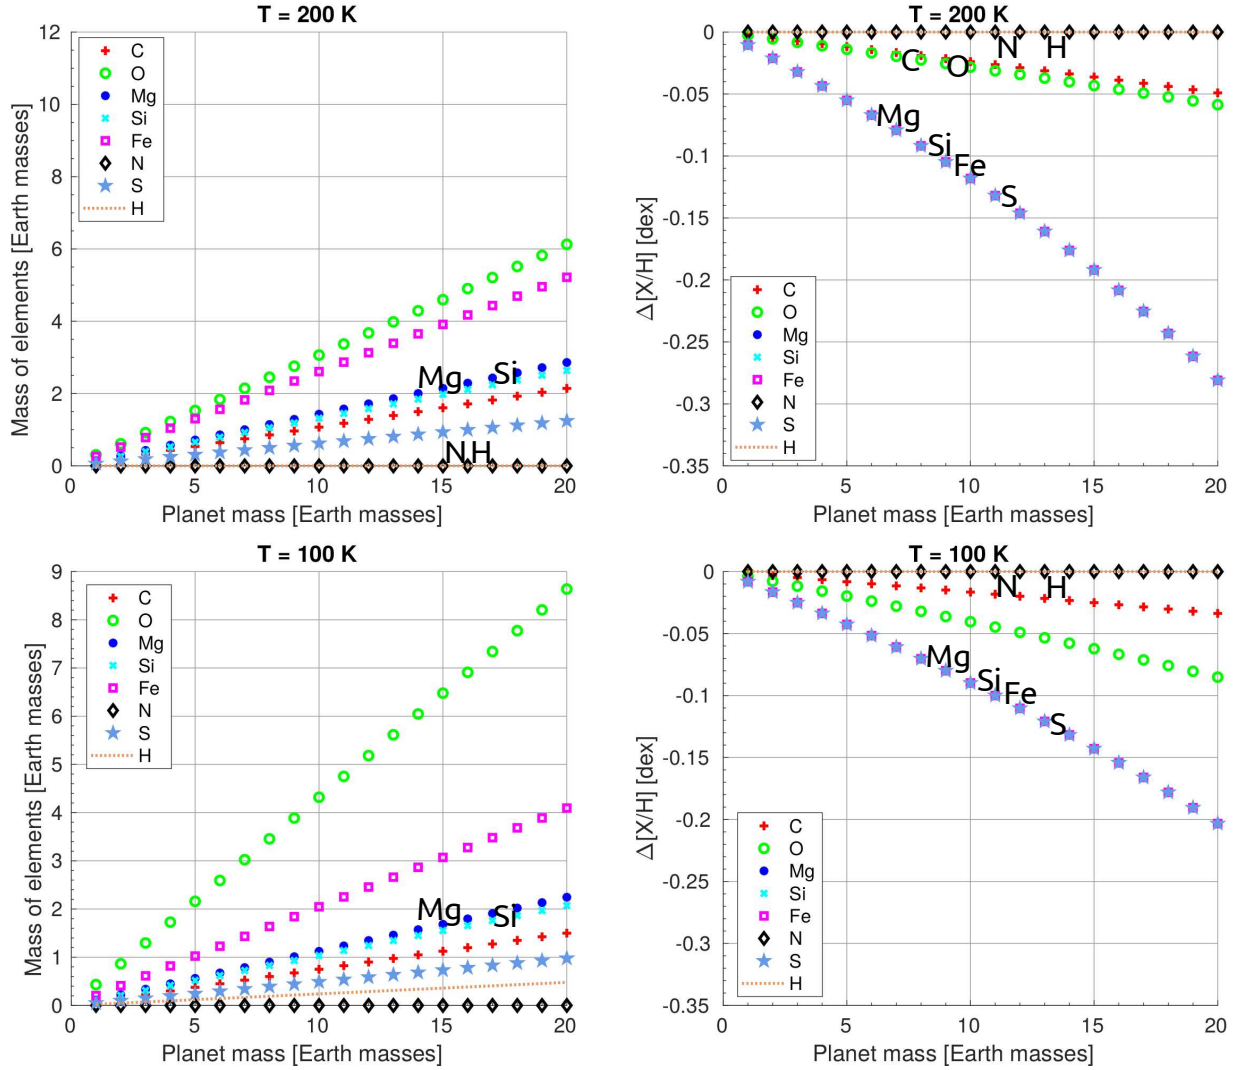 T = 200 K
12
10
8
6
4
2
0
Mass of elements [Earth masses]
C
O
Mg
Si
Fe
N
S
H
Mg
Si
N H
0
5
10
15
20
Planet mass [Earth masses]
T = 200 K
0
-0.05
-0.1
-0.15
-0.2
-0.25
-0.3
-0.35
Δ[X/H] [dex]
N
H
C
O
Mg
Si
Fe
S
C
O
Mg
Si
Fe
N
S
H
0
5
10
15
20
Planet mass [Earth masses]
T = 100 K
9
8
7
6
5
4
3
2
1
0
Mass of elements [Earth masses]
C
O
Mg
Si
Fe
N
S
H
Mg
Si
0
5
10
15
20
Planet mass [Earth masses]
T = 100 K
0
-0.05
-0.1
-0.15
-0.2
-0.25
-0.3
-0.35
Δ[X/H] [dex]
N
H
Mg
Si
Fe
S
C
O
Mg
Si
Fe
N
S
H
0
5
10
15
20
Planet mass [Earth masses]